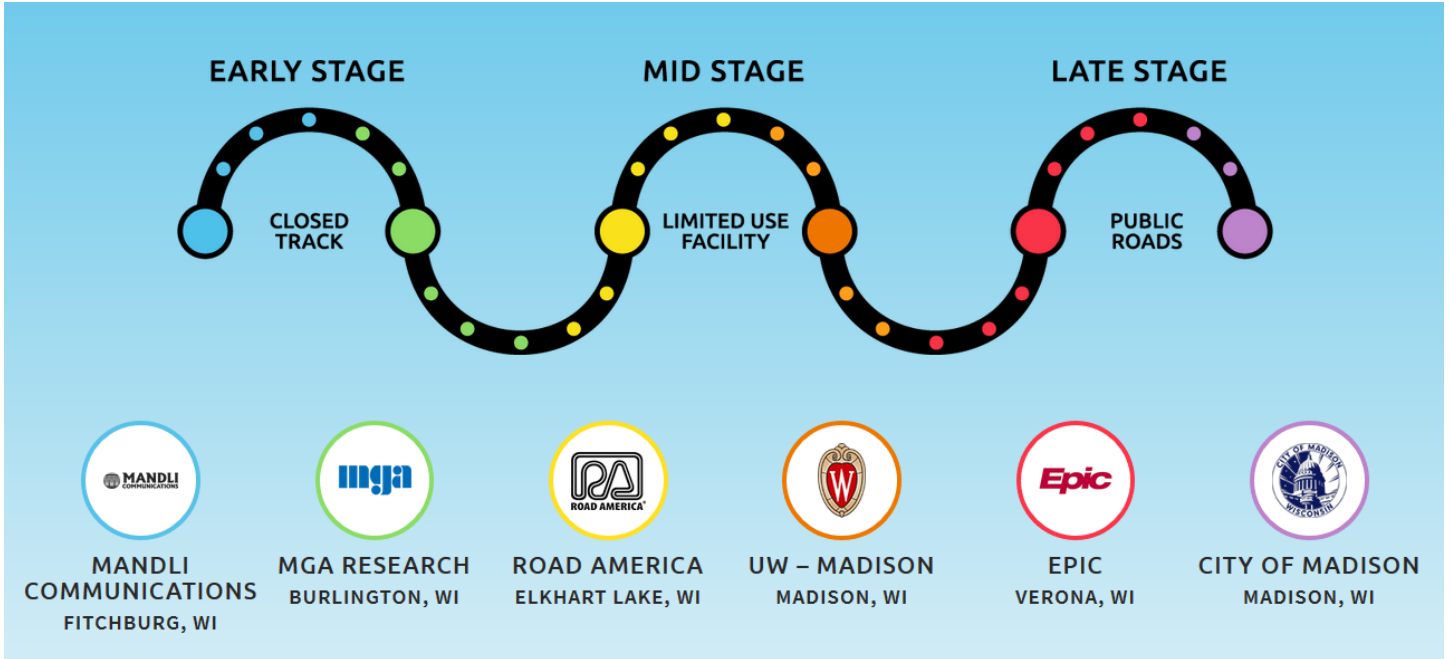 EARLY STAGE
MID STAGE
LATE STAGE
CLOSED
TRACK
LIMITED USE
FACILITY
PUBLIC
ROADS
MANDLI
COMMUNICATIONS
mga
RA
ROAD AMERICA
W
Epic
CITY OF MADISON
WISCONSIN
MANDLI
COMMUNICATIONS
FITCHBURG, WI
MGA RESEARCH
BURLINGTON, WI
ROAD AMERICA
ELKHART LAKE, WI
UW – MADISON
MADISON, WI
EPIC
VERONA, WI
CITY OF MADISON
MADISON, WI